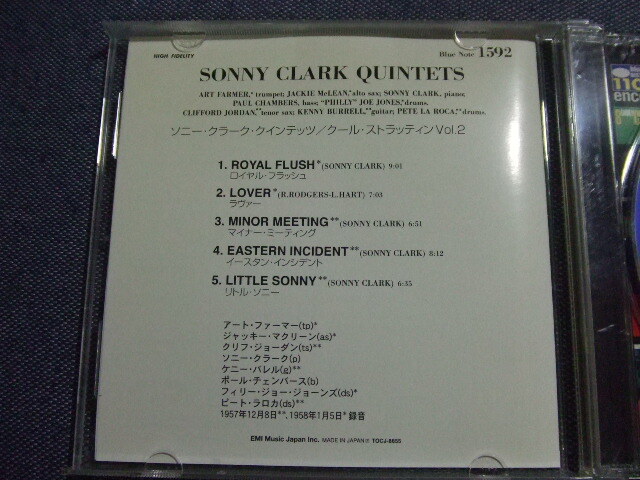 HIGH FIDELITY
Blue Note 1592
SONNY CLARK QUINTETS
ART FARMER,* trumpet; JACKIE McLEAN,*alto sax; SONNY CLARK, piano;
PAUL CHAMBERS, bass; "PHILLY" JOE JONES,*drums.
CLIFFORD JORDAN,**tenor sax; KENNY BURRELL,**guitar; PETE LA ROCA,**drums.
ソニー・クラーク・クインテッツ/クール・ストラッティンVol.2
1. ROYAL FLUSH*(SONNY CLARK) 9:01
ロイヤル・フラッシュ
2. LOVER*(R.RODGERS-L.HART) 7:03
ラヴァー
3. MINOR MEETING**(SONNY CLARK) 6:51
マイナー・ミーティング
4. EASTERN INCIDENT**(SONNY CLARK) 8:12
イースタン・インシデント
5. LITTLE SONNY**(SONNY CLARK) 6:35
リトル・ソニー
アート・ファーマー(tp)*
ジャッキー・マクリーン(as)*
クリフ・ジョーダン(ts)**
ソニー・クラーク(p)
ケニー・バレル(g)**
ポール・チェンバース(b)
フィリー・ジョー・ジョーンズ(ds)*
ピート・ラロカ(ds)**
1957年12月8日**、1958年1月5日*録音
EMI Music Japan Inc. MADE IN JAPAN TOCJ-8655